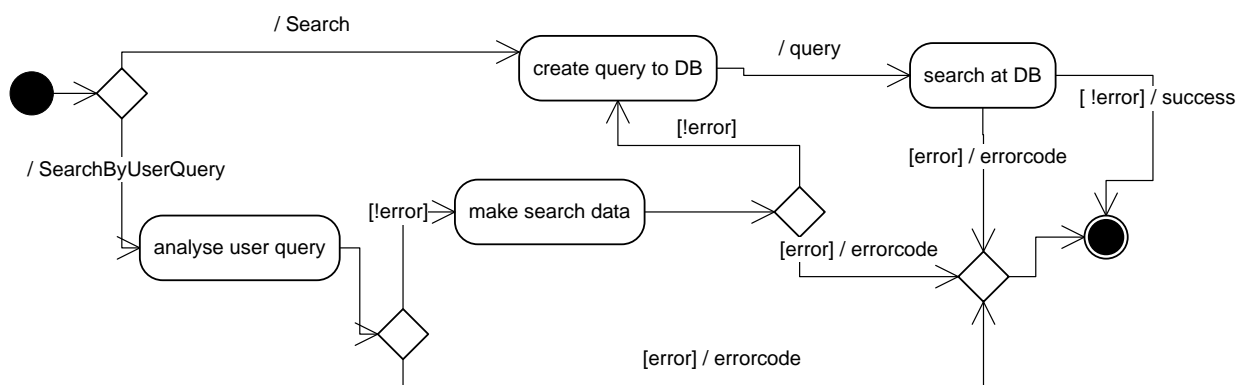 / Search
/ query
create query to DB
search at DB
[ !error] / success
[!error]
[error] / errorcode
/ SearchByUserQuery
[!error]
make search data
analyse user query
[error] / errorcode
[error] / errorcode